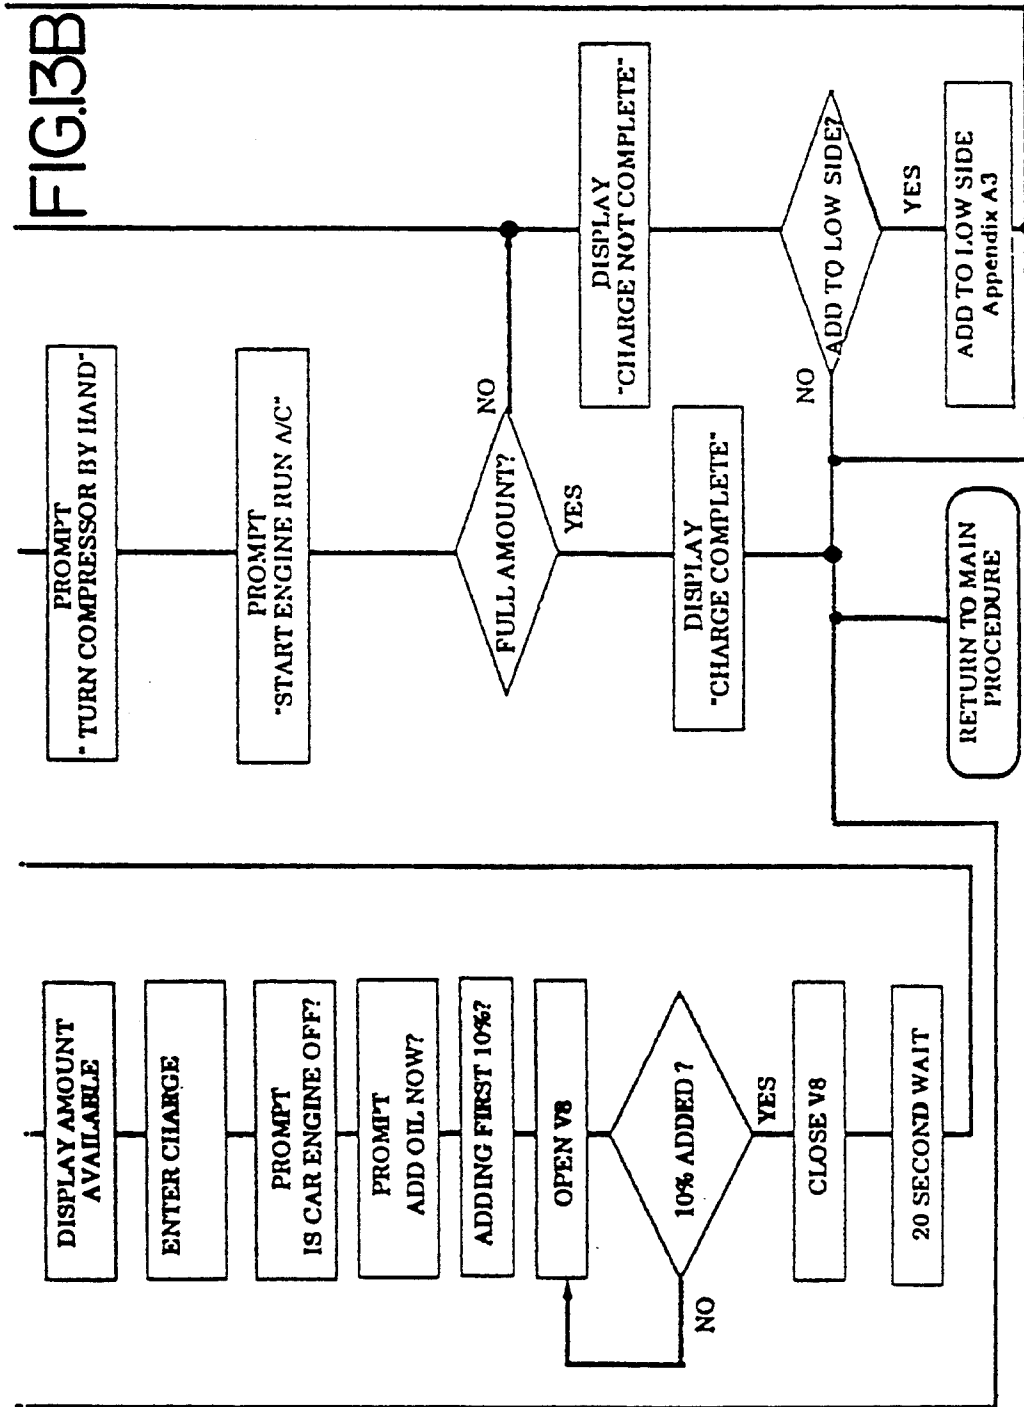 FIG.13B
DISPLAY AMOUNT
AVAILABLE
ENTER CHARGE
PROMPT
IS CAR ENGINE OFF?
PROMPT
ADD OIL NOW?
ADDING FIRST 10%?
OPEN V8
10% ADDED ?
NO
YES
CLOSE V8
20 SECOND WAIT
PROMPT
" TURN COMPRESSOR BY HAND"
PROMPT
"START ENGINE RUN A/C"
FULL AMOUNT?
NO
YES
DISPLAY
"CHARGE COMPLETE"
DISPLAY
"CHARGE NOT COMPLETE"
ADD TO LOW SIDE?
NO
YES
ADD TO LOW SIDE
Appendix A3
RETURN TO MAIN
PROCEDURE